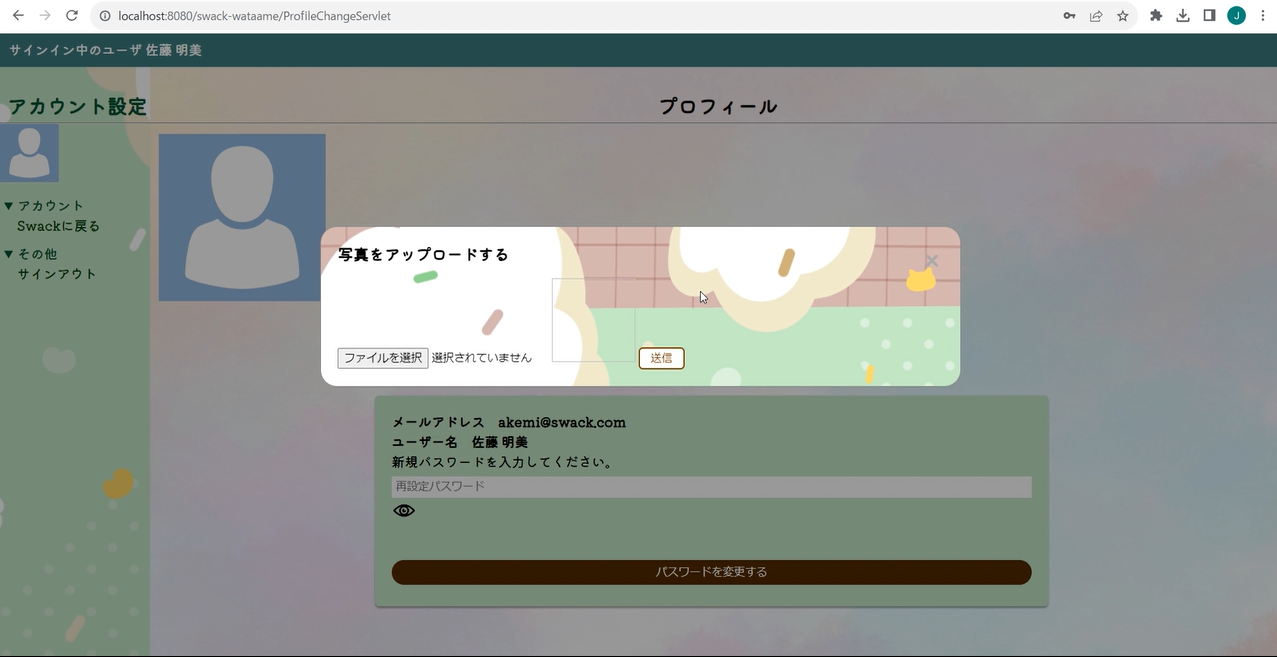 localhost:8080/swack-wataame/ProfileChangeServlet
J
サインイン中のユーザ 佐藤 明美
アカウント設定
プロフィール
▼ アカウント
Swackに戻る
▼ その他
サインアウト
写真をアップロードする
×
ファイルを選択 選択されていません
送信
メールアドレス　akemi@swack.com
ユーザー名　佐藤 明美
新規パスワードを入力してください。
再設定パスワード
パスワードを変更する